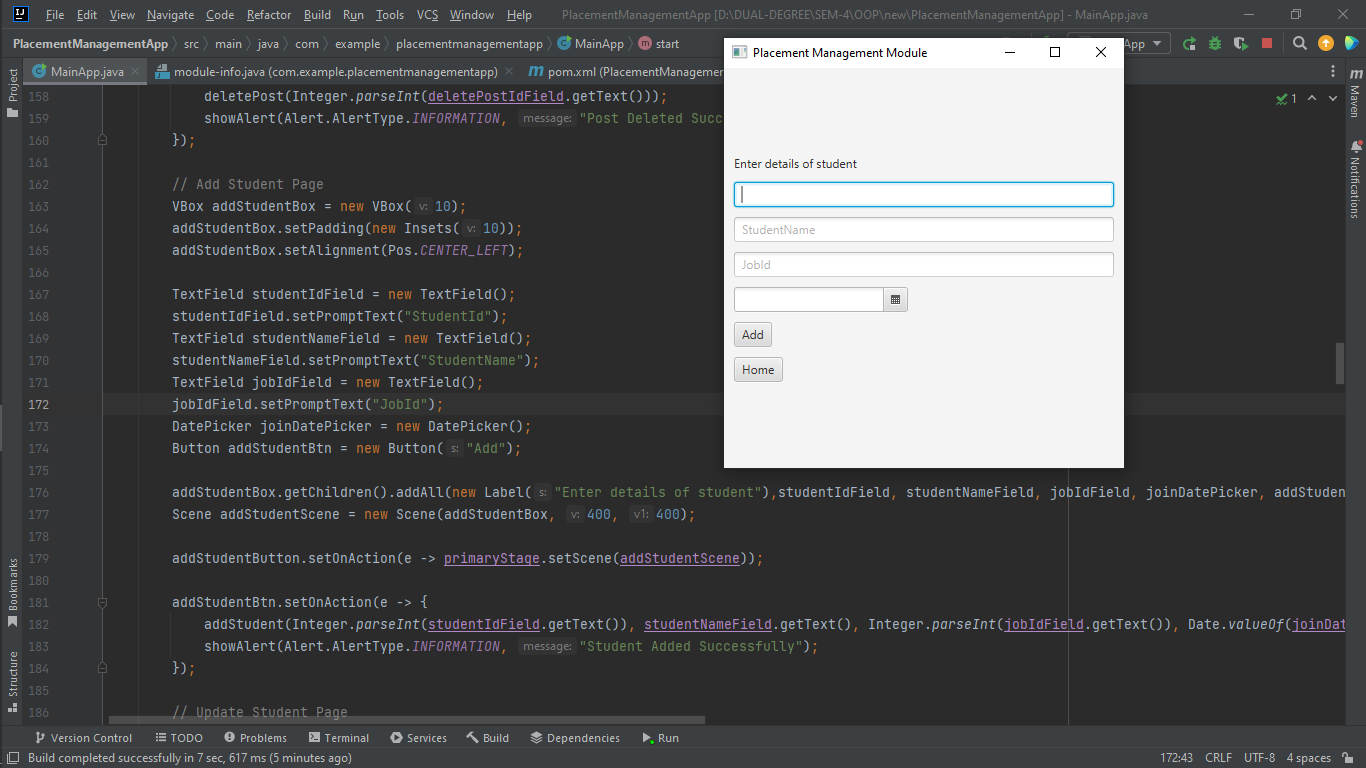 File Edit View Navigate Code Refactor Build Run Tools VCS Window Help PlacementManagementApp [D:\DUAL-DEGREE\SEM-4\OOP\new\PlacementManagementApp] - MainApp.java
PlacementManagementApp src main java com example placementmanagementapp MainApp start
MainApp.java module-info.java (com.example.placementmanagementapp) pom.xml (PlacementManagemen
Project
Bookmarks
Structure
Maven
Notifications
1
158 deletePost(Integer.parseInt(deletePostIdField.getText()));
159 showAlert(Alert.AlertType.INFORMATION, message: "Post Deleted Succ
160 });
161
162 // Add Student Page
163 VBox addStudentBox = new VBox( v: 10);
164 addStudentBox.setPadding(new Insets( v: 10));
165 addStudentBox.setAlignment(Pos.CENTER_LEFT);
166
167 TextField studentIdField = new TextField();
168 studentIdField.setPromptText("StudentId");
169 TextField studentNameField = new TextField();
170 studentNameField.setPromptText("StudentName");
171 TextField jobIdField = new TextField();
172 jobIdField.setPromptText("JobId");
173 DatePicker joinDatePicker = new DatePicker();
174 Button addStudentBtn = new Button( s: "Add");
175
176 addStudentBox.getChildren().addAll(new Label( s: "Enter details of student"),studentIdField, studentNameField, jobIdField, joinDatePicker, addStuden
177 Scene addStudentScene = new Scene(addStudentBox, v: 400, v1: 400);
178
179 addStudentButton.setOnAction(e -> primaryStage.setScene(addStudentScene));
180
181 addStudentBtn.setOnAction(e -> {
182 addStudent(Integer.parseInt(studentIdField.getText()), studentNameField.getText(), Integer.parseInt(jobIdField.getText()), Date.valueOf(joinDat
183 showAlert(Alert.AlertType.INFORMATION, message: "Student Added Successfully");
184 });
185
186 // Update Student Page
Placement Management Module
Enter details of student
StudentName
JobId
Add
Home
Version Control TODO Problems Terminal Services Build Dependencies Run
Build completed successfully in 7 sec, 617 ms (5 minutes ago) 172:43 CRLF UTF-8 4 spaces